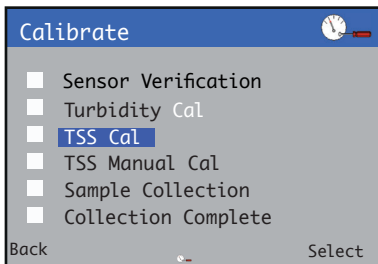 Calibrate
Sensor Verification
Turbidity Cal
TSS Cal
TSS Manual Cal
Sample Collection
Collection Complete
Back Select